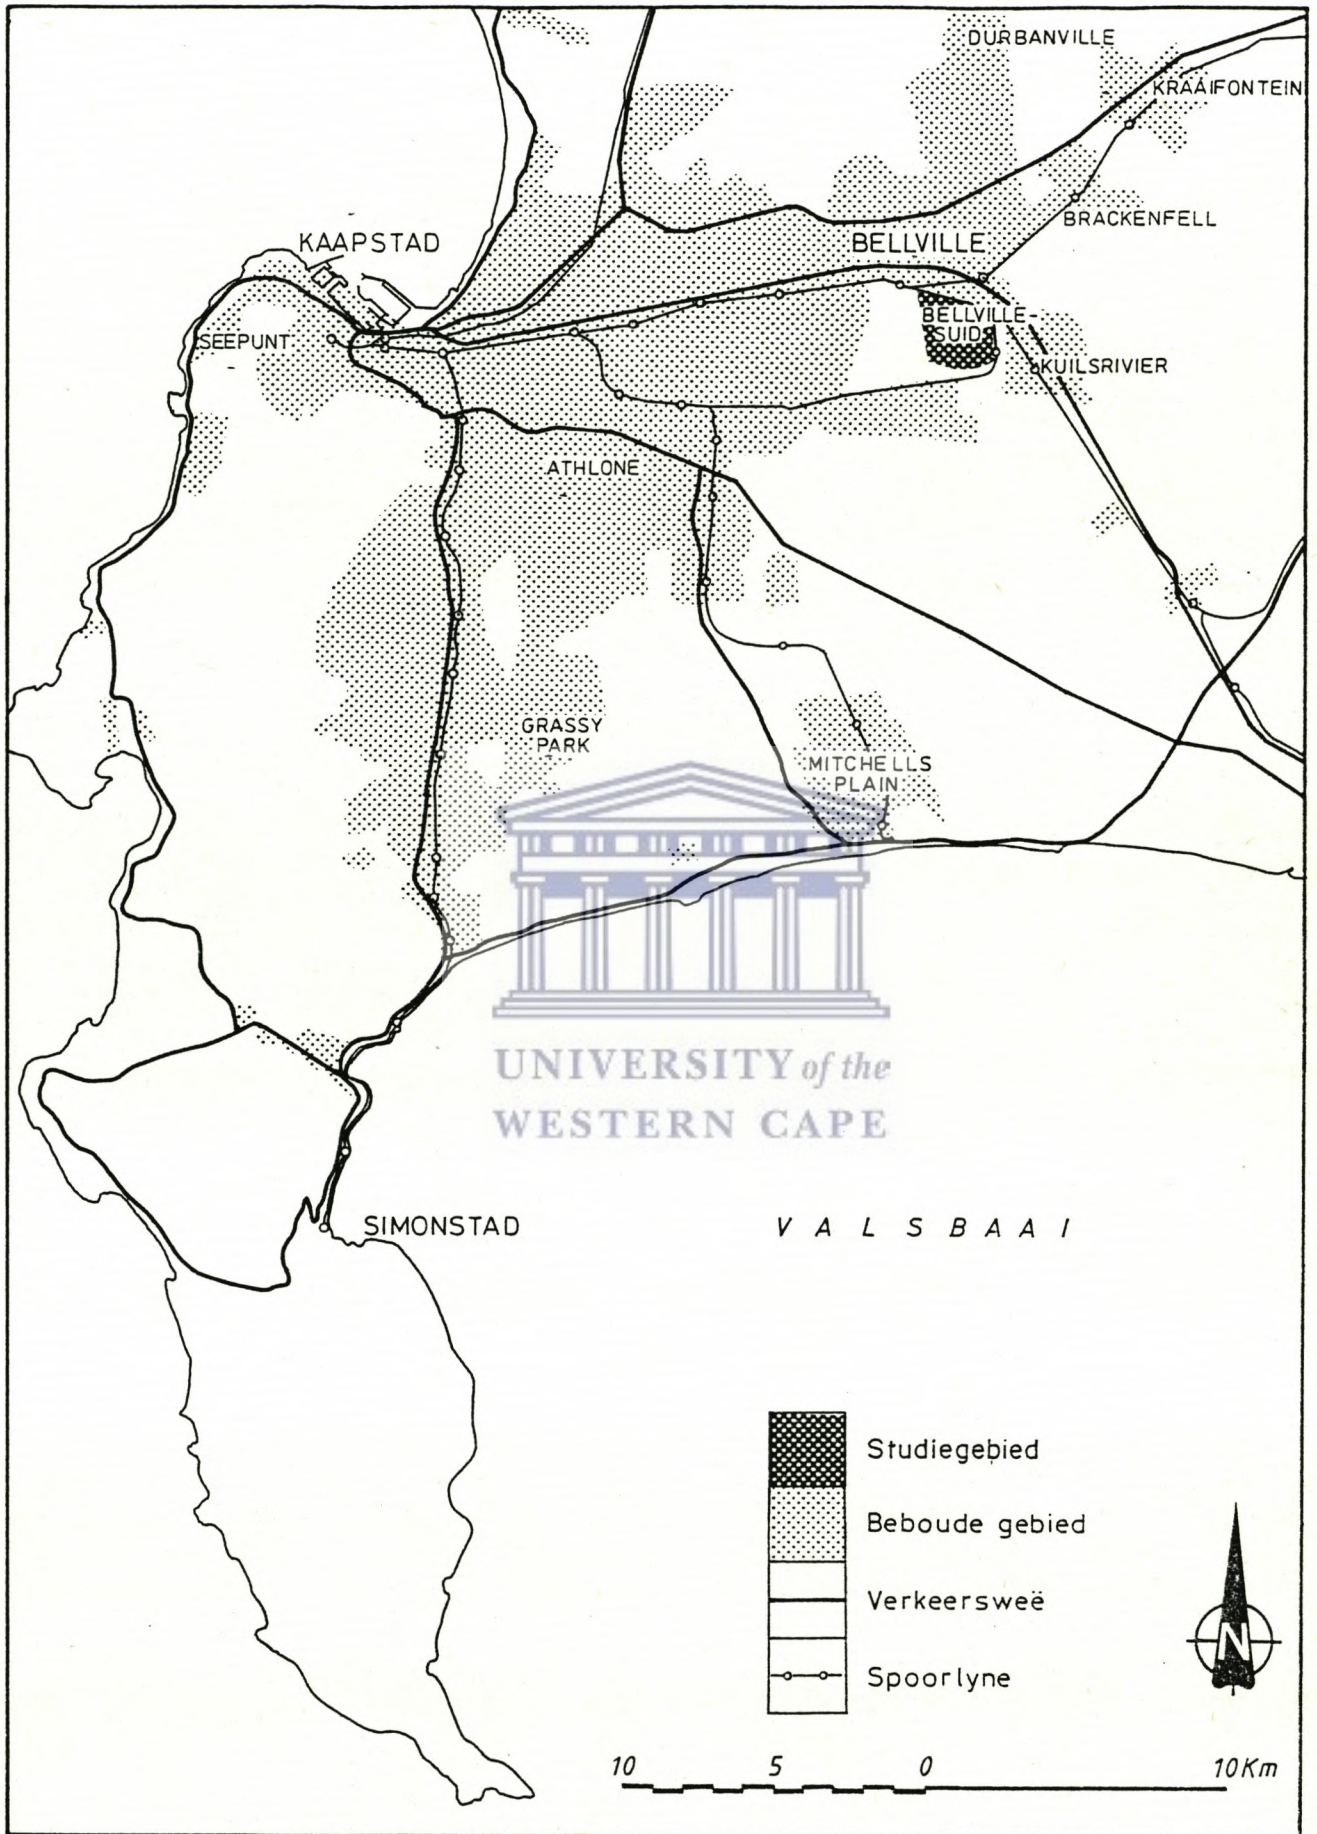 DURBANVILLE
KRAAIFONTEIN
BRACKENFELL
KAAPSTAD
BELLVILLE
BELLVILLE-
SUID
SEEPUNT
KUILSRIVIER
ATHLONE
GRASSY
PARK
MITCHELLS
PLAIN
UNIVERSITY of the
WESTERN CAPE
SIMONSTAD
VALSBAAI
Studiegebied
Beboude gebied
Verkeersweë
Spoorlyne
N
10 5 0 10Km